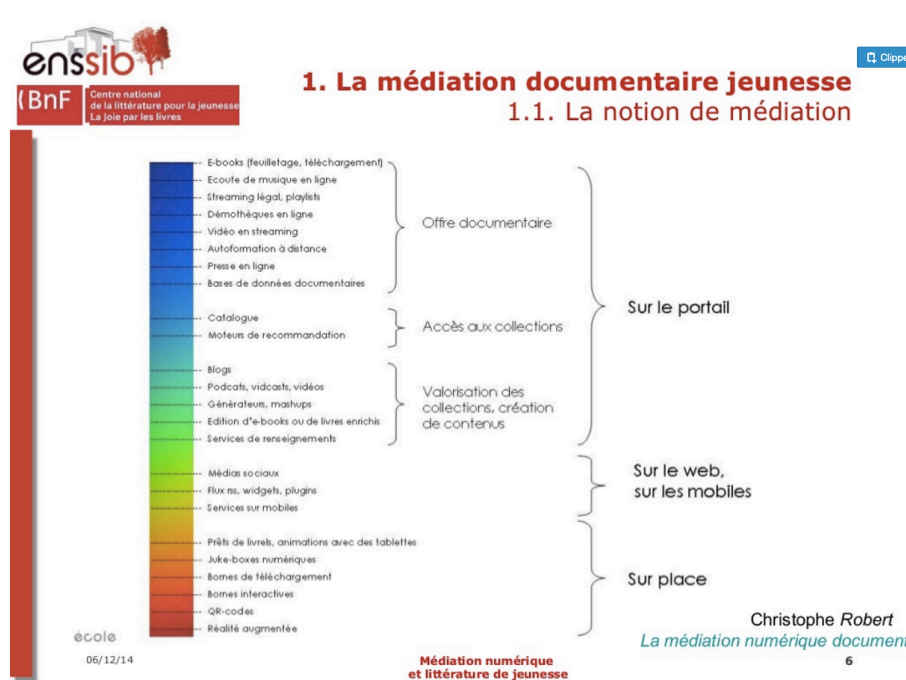 enssib
Clippe
{BnF
Centre national
de la littérature pour la jeunesse
La Joie par les livres
1. La médiation documentaire jeunesse
1.1. La notion de médiation
E-books (feuilletage, téléchargement)
Ecoute de musique en ligne
Streaming légal, playlists
Démothèques en ligne
Vidéo en streaming
Autoformation à distance
Presse en ligne
Bases de données documentaires
Offre documentaire
Catalogue
Moteurs de recommandation
Accès aux collections
Blogs
Podcats, vidcasts, vidéos
Générateurs, mashups
Edition d'e-books ou de livres enrichis
Services de renseignements
Valorisation des
collections, création
de contenus
Sur le portail
Médias sociaux
Flux rss, widgets, plugins
Services sur mobiles
Sur le web,
sur les mobiles
Prêts de livrels, animations avec des tablettes
Juke-boxes numériques
Bornes de téléchargement
Bornes interactives
QR-codes
Réalité augmentée
Sur place
Christophe Robert
La médiation numérique document
école
06/12/14
Médiation numérique
et littérature de jeunesse
6